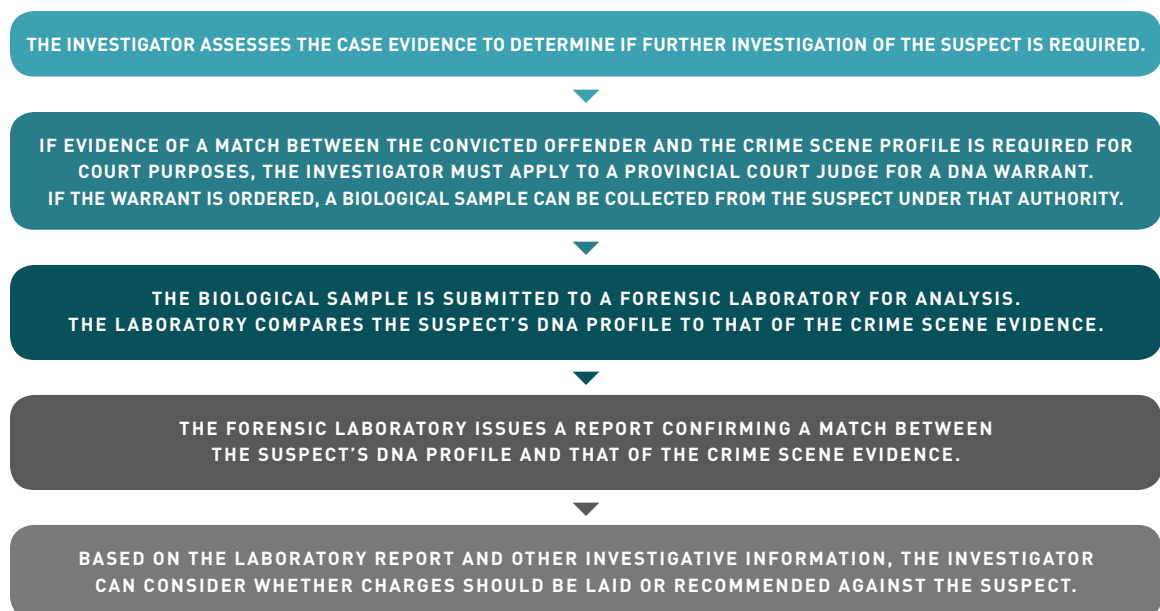 THE INVESTIGATOR ASSESSES THE CASE EVIDENCE TO DETERMINE IF FURTHER INVESTIGATION OF THE SUSPECT IS REQUIRED.
IF EVIDENCE OF A MATCH BETWEEN THE CONVICTED OFFENDER AND THE CRIME SCENE PROFILE IS REQUIRED FOR
COURT PURPOSES, THE INVESTIGATOR MUST APPLY TO A PROVINCIAL COURT JUDGE FOR A DNA WARRANT.
IF THE WARRANT IS ORDERED, A BIOLOGICAL SAMPLE CAN BE COLLECTED FROM THE SUSPECT UNDER THAT AUTHORITY.
THE BIOLOGICAL SAMPLE IS SUBMITTED TO A FORENSIC LABORATORY FOR ANALYSIS.
THE LABORATORY COMPARES THE SUSPECT'S DNA PROFILE TO THAT OF THE CRIME SCENE EVIDENCE.
THE FORENSIC LABORATORY ISSUES A REPORT CONFIRMING A MATCH BETWEEN
THE SUSPECT'S DNA PROFILE AND THAT OF THE CRIME SCENE EVIDENCE.
BASED ON THE LABORATORY REPORT AND OTHER INVESTIGATIVE INFORMATION, THE INVESTIGATOR
CAN CONSIDER WHETHER CHARGES SHOULD BE LAID OR RECOMMENDED AGAINST THE SUSPECT.